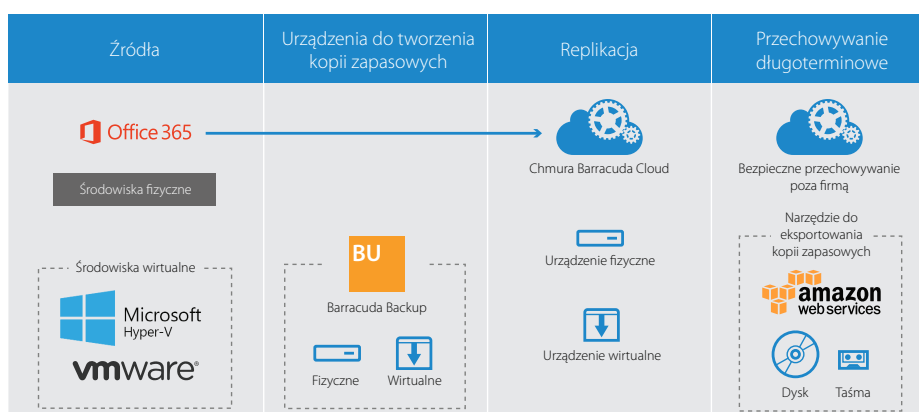 Źródła
Urządzenia do tworzenia
kopii zapasowych
Replikacja
Przechowywanie
długoterminowe
Office 365
Środowiska fizyczne
Środowiska wirtualne
Microsoft
Hyper-V
vmware®
BU
Barracuda Backup
Fizyczne
Wirtualne
Chmura Barracuda Cloud
Urządzenie fizyczne
Urządzenie wirtualne
Bezpieczne przechowywanie
poza firmą
Narzędzie do
eksportowania
kopii zapasowych
amazon
webservices
Dysk
Taśma